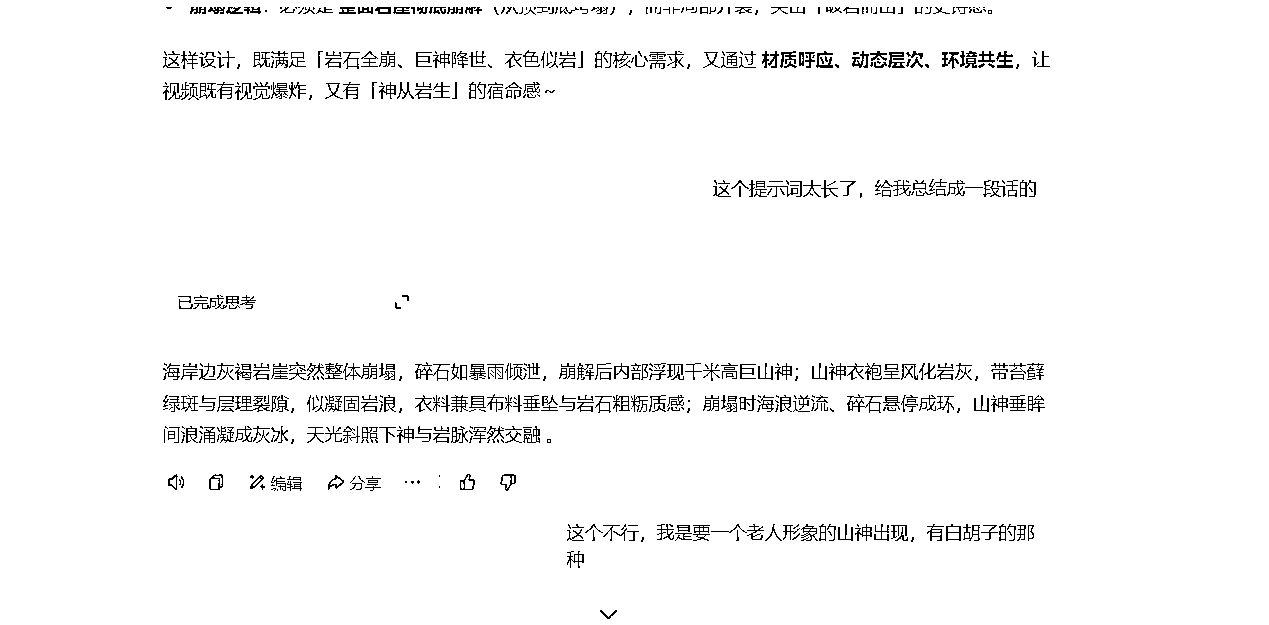 这样设计，既满足「岩石全崩、巨神降世、衣色似岩」的核心需求，又通过 材质呼应、动态层次、环境共生，让
视频既有视觉爆炸，又有「神从岩生」的宿命感～
这个提示词太长了，给我总结成一段话的
已完成思考
海岸边灰褐岩崖突然整体崩塌，碎石如暴雨倾泄，崩解后内部浮现千米高巨山神；山神衣袍呈风化岩灰，带苔藓
绿斑与层理裂隙，似凝固岩浪，衣料兼具布料垂坠与岩石粗粝质感；崩塌时海浪逆流、碎石悬停成环，山神垂眸
间浪涌凝成灰冰，天光斜照下神与岩脉浑然交融 。
编辑 分享
这个不行，我是要一个老人形象的山神出现，有白胡子的那
种